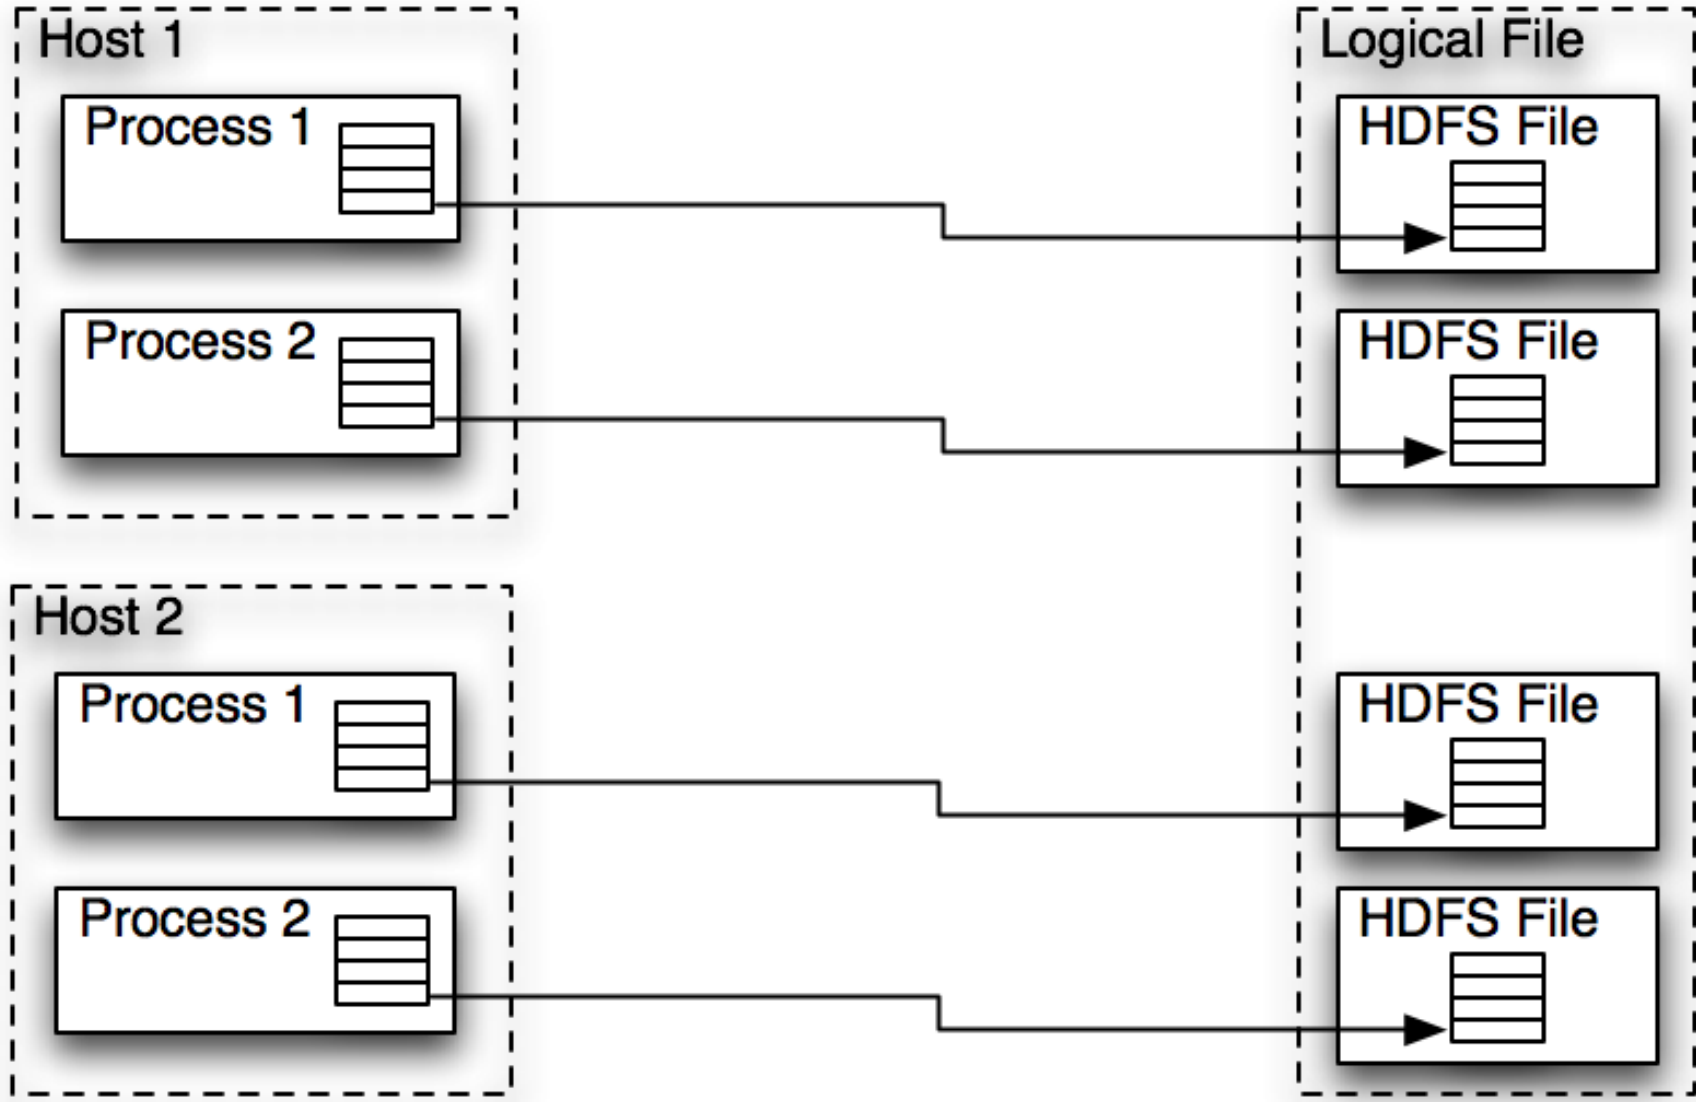 Host 1
Process 1
Process 2
Host 2
Process 1
Process 2
Logical File
HDFS File
HDFS File
HDFS File
HDFS File